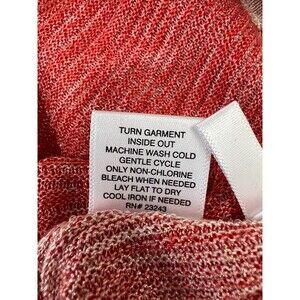 TURN GARMENT
INSIDE OUT
MACHINE WASH COLD
GENTLE CYCLE
ONLY NON-CHLORINE
BLEACH WHEN NEEDED
LAY FLAT TO DRY
COOL IRON IF NEEDED
RN# 23243